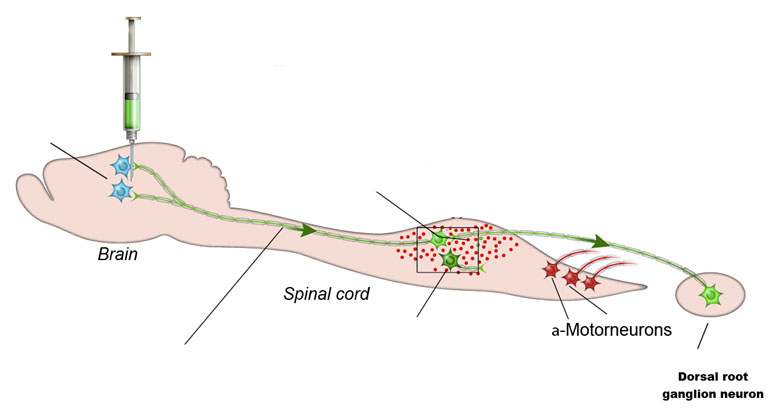 Brain
Spinal cord
a-Motorneurons
Dorsal root
ganglion neuron